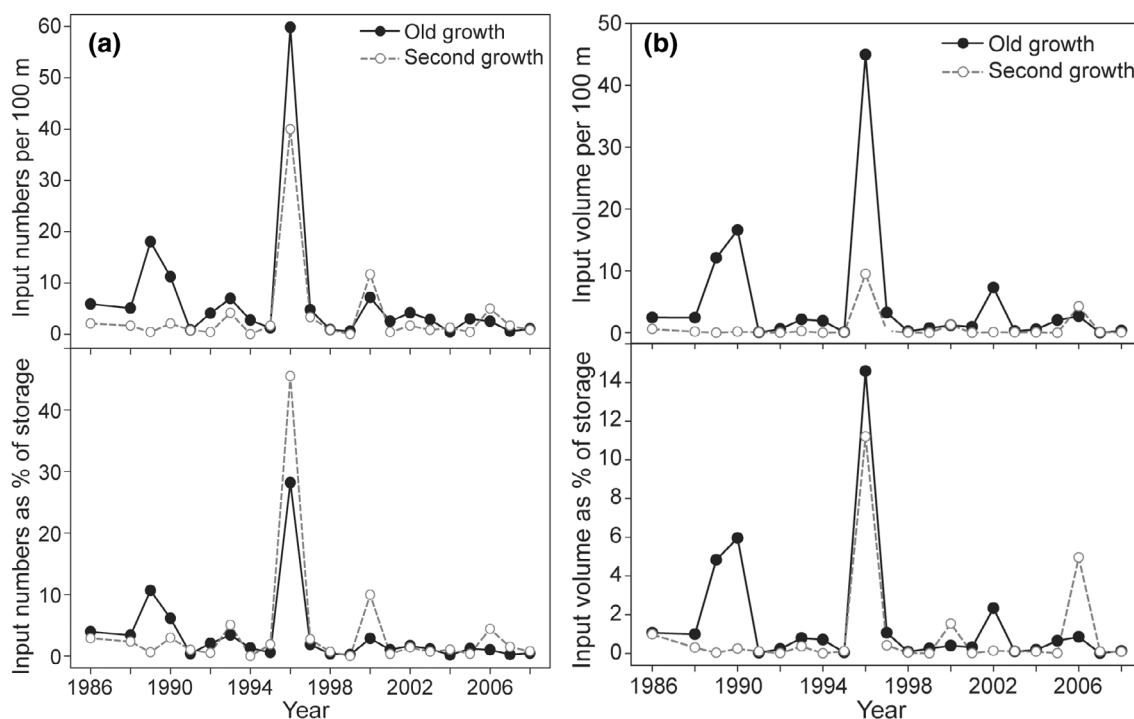 (a)
Old growth
Second growth
Input numbers per 100 m
60
50
40
30
20
10
0
Input numbers as % of storage
40
30
20
10
0
1986 1990 1994 1998 2002 2006
Year
(b)
Old growth
Second growth
Input volume per 100 m
50
40
30
20
10
0
Input volume as % of storage
14
12
10
8
6
4
2
0
1986 1990 1994 1998 2002 2006
Year